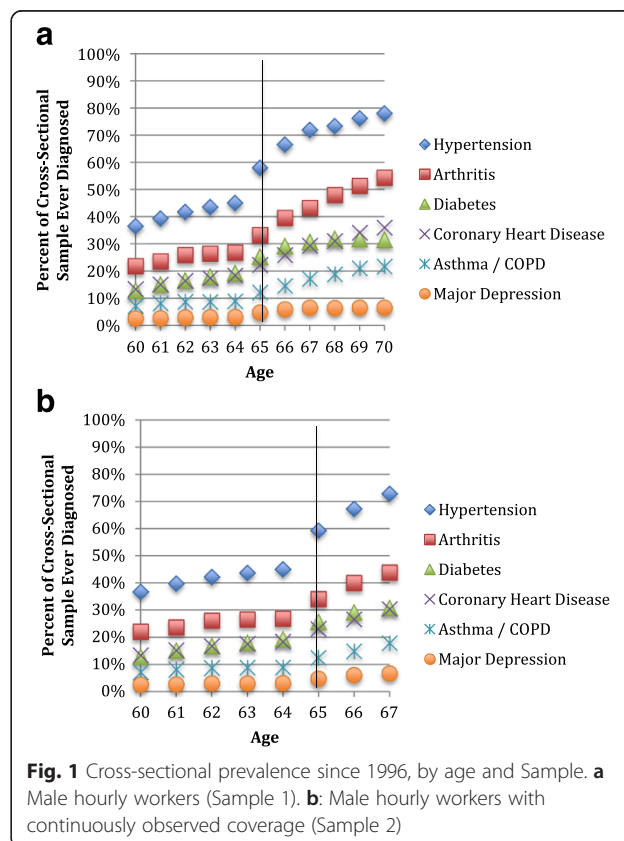 a
100%
90%
80%
70%
60%
50%
40%
30%
20%
10%
0%
Percent of Cross-Sectional
Sample Ever Diagnosed
60 61 62 63 64 65 66 67 68 69 70
Age
Hypertension
Arthritis
Diabetes
Coronary Heart Disease
Asthma / COPD
Major Depression
b
100%
90%
80%
70%
60%
50%
40%
30%
20%
10%
0%
Percent of Cross-Sectional
Sample Ever Diagnosed
60 61 62 63 64 65 66 67
Age
Hypertension
Arthritis
Diabetes
Coronary Heart Disease
Asthma / COPD
Major Depression
Fig. 1 Cross-sectional prevalence since 1996, by age and Sample. a
Male hourly workers (Sample 1). b: Male hourly workers with
continuously observed coverage (Sample 2)